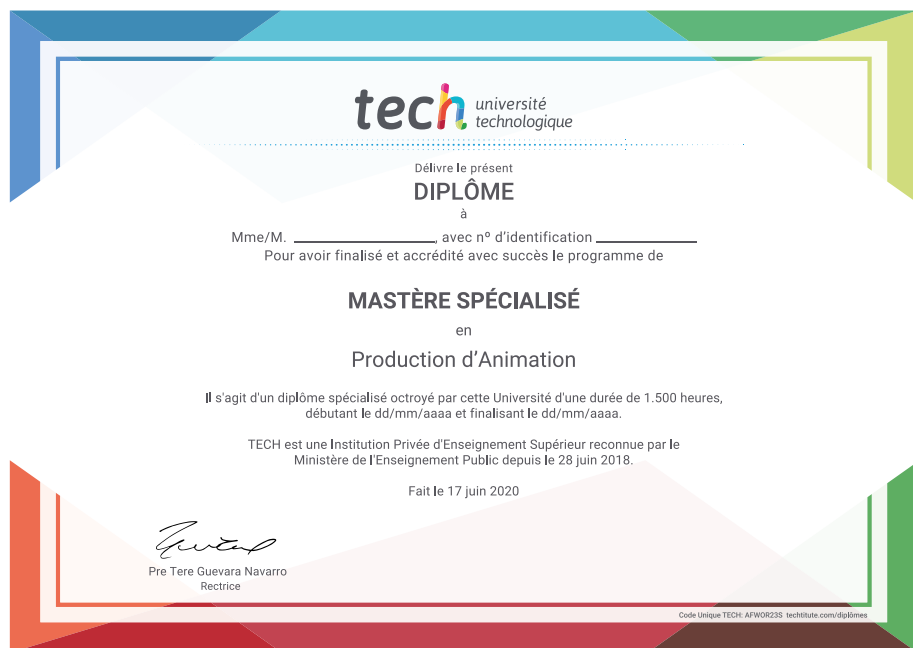 tech université
technologique
Délivre le présent
DIPLÔME
à
Mme/M. ____________, avec nº d'identification ____________
Pour avoir finalisé et accrédité avec succès le programme de
MASTÈRE SPÉCIALISÉ
en
Production d'Animation
Il s'agit d'un diplôme spécialisé octroyé par cette Université d'une durée de 1.500 heures,
débutant le dd/mm/aaaa et finalisant le dd/mm/aaaa.
TECH est une Institution Privée d'Enseignement Supérieur reconnue par le
Ministère de l'Enseignement Public depuis le 28 juin 2018.
Fait le 17 juin 2020
Pre Tere Guevara Navarro
Rectrice
Code Unique TECH: AFWOR23S techtitute.com/diplômes